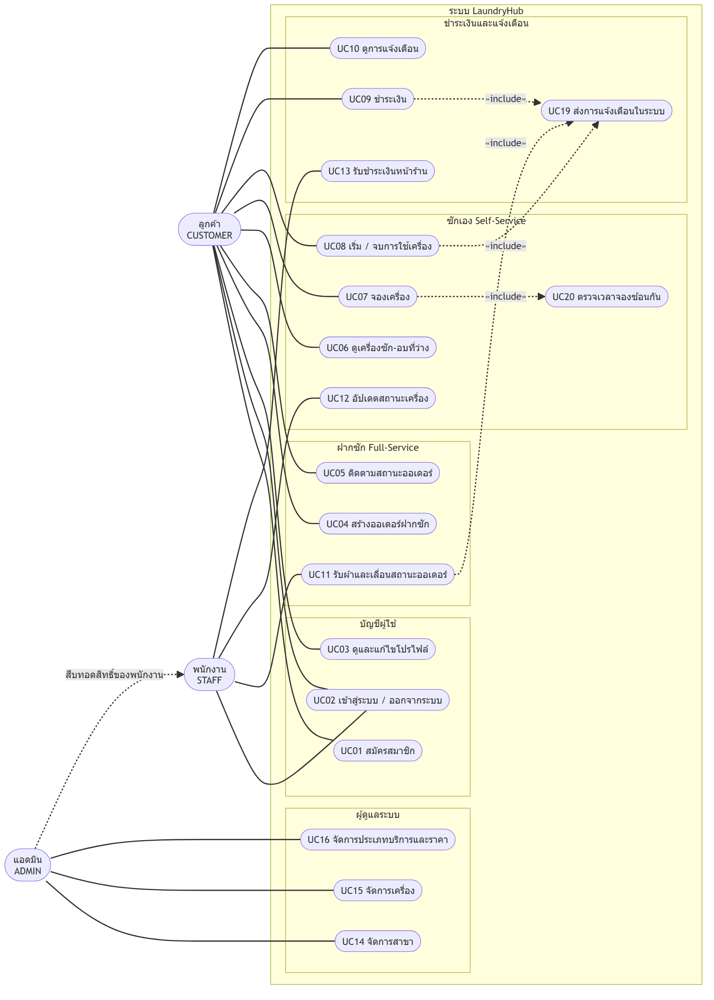 ระบบ LaundryHub
ชำระเงินและแจ้งเตือน
UC10 ดูการแจ้งเตือน
UC09 ชำระเงิน
«include»
UC19 ส่งการแจ้งเตือนในระบบ
«include»
UC13 รับชำระเงินหน้าร้าน
ลูกค้า
CUSTOMER
ซักเอง Self-Service
UC08 เริ่ม / จบการใช้เครื่อง
«include»
UC07 จองเครื่อง
«include»
UC20 ตรวจเวลาจองซ้อนกัน
UC06 ดูเครื่องซัก-อบที่ว่าง
UC12 อัปเดตสถานะเครื่อง
ฝากซัก Full-Service
UC05 ติดตามสถานะออเดอร์
UC04 สร้างออเดอร์ฝากซัก
UC11 รับผ้าและเลื่อนสถานะออเดอร์
บัญชีผู้ใช้
UC03 ดูและแก้ไขโปรไฟล์
สืบทอดสิทธิ์ของพนักงาน
พนักงาน
STAFF
UC02 เข้าสู่ระบบ / ออกจากระบบ
UC01 สมัครสมาชิก
ผู้ดูแลระบบ
UC16 จัดการประเภทบริการและราคา
แอดมิน
ADMIN
UC15 จัดการเครื่อง
UC14 จัดการสาขา